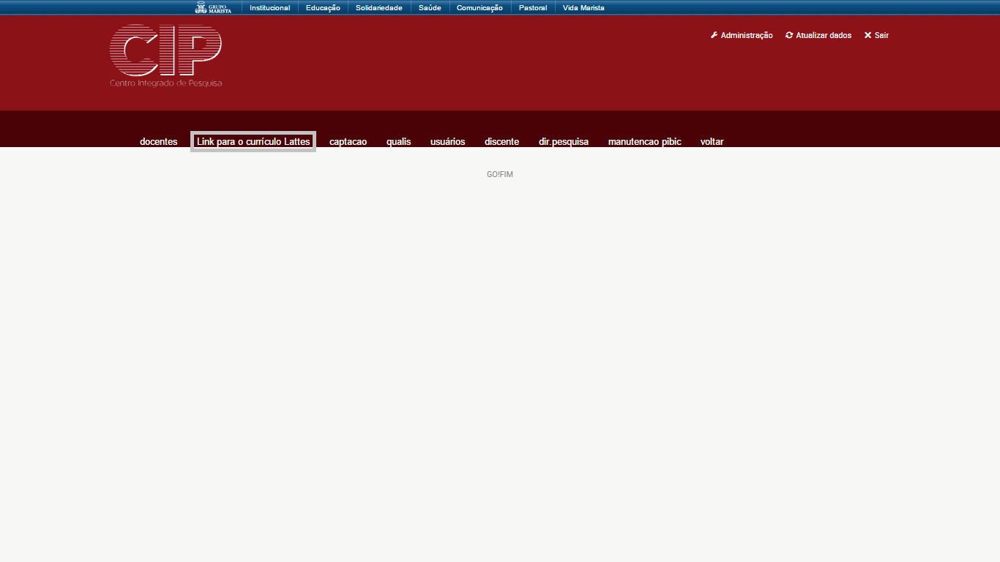 GRUPO MARISTA Institucional Educação Solidariedade Saúde Comunicação Pastoral Vida Marista
CIP
Centro Integrado de Pesquisa
Administração Atualizar dados Sair
docentes Link para o currículo Lattes captacao qualis usuários discente dir.pesquisa manutencao pibic voltar
GO!FIM